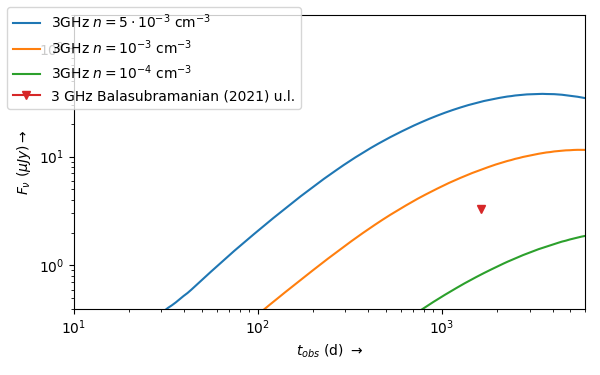 3GHz n = 5 · 10⁻³ cm⁻³
3GHz n = 10⁻³ cm⁻³
3GHz n = 10⁻⁴ cm⁻³
3 GHz Balasubramanian (2021) u.l.
F_ν (μJy)→
10¹
10⁰
10¹ 10² 10³
t_obs (d) →